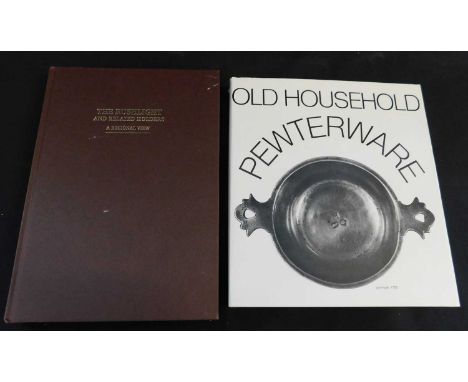 THE RUSHLIGHT
AND RELATED HOLDERS
A REGIONAL VIEW
OLD HOUSEHOLD
PEWTERWARE